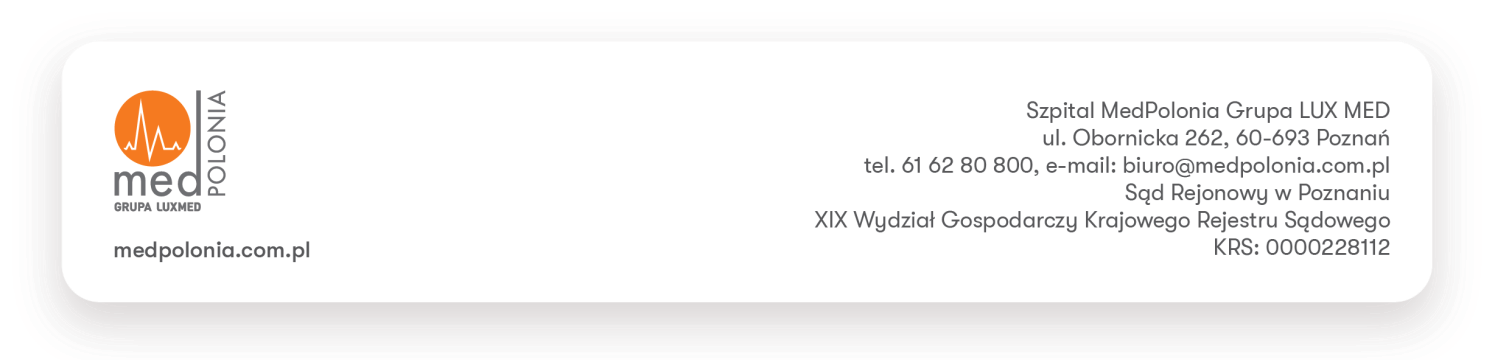 med
POLONIA
GRUPA LUXMED
medpolonia.com.pl
Szpital MedPolonia Grupa LUX MED
ul. Obornicka 262, 60-693 Poznań
tel. 61 62 80 800, e-mail: biuro@medpolonia.com.pl
Sąd Rejonowy w Poznaniu
XIX Wydział Gospodarczy Krajowego Rejestru Sądowego
KRS: 0000228112